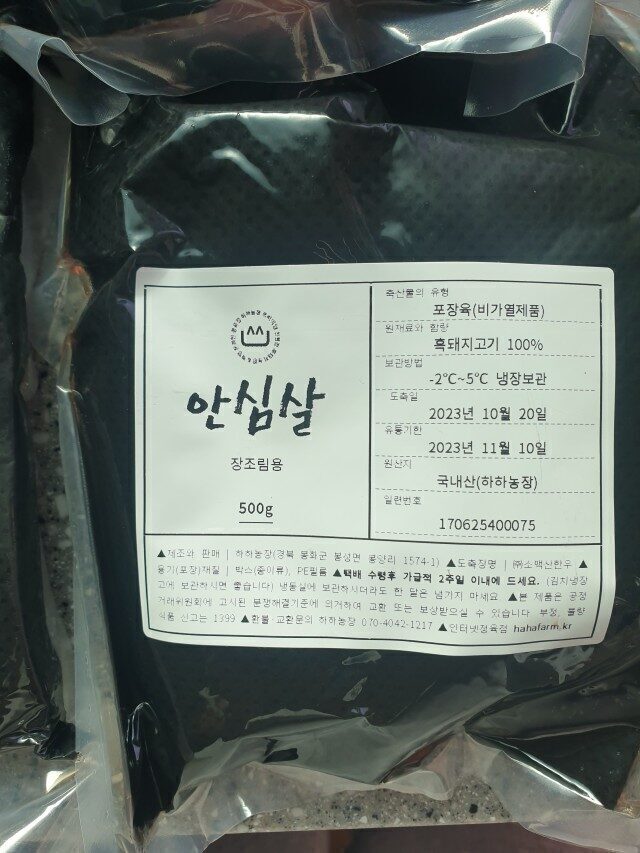 안심살
장조림용
500g
축산물의 유형
포장육(비가열제품)
원재료와 함량
흑돼지고기 100%
보관방법
-2℃~5℃ 냉장보관
도축일
2023년 10월 20일
유통기한
2023년 11월 10일
원산지
국내산(하하농장)
일련번호
170625400075
▲제조와 판매 | 하하농장(경북 봉화군 봉성면 봉양리 1574-1) ▲도축장명 | ㈜소백산한우 ▲
용기(포장)재질 | 박스(종이류), PE필름 ▲택배 수령후 가급적 2주일 이내에 드세요. (김치냉장
고에 보관하시면 좋습니다) 냉동실에 보관하시더라도 한 달은 넘기지 마세요 ▲본 제품은 공정
거래위원회에 고시된 분쟁해결기준에 의거하여 교환 또는 보상받으실 수 있습니다 부정, 불량
식품 신고는 1399 ▲환불·교환문의 하하농장 070-4042-1217 ▲인터넷정육점 hahafarm.kr